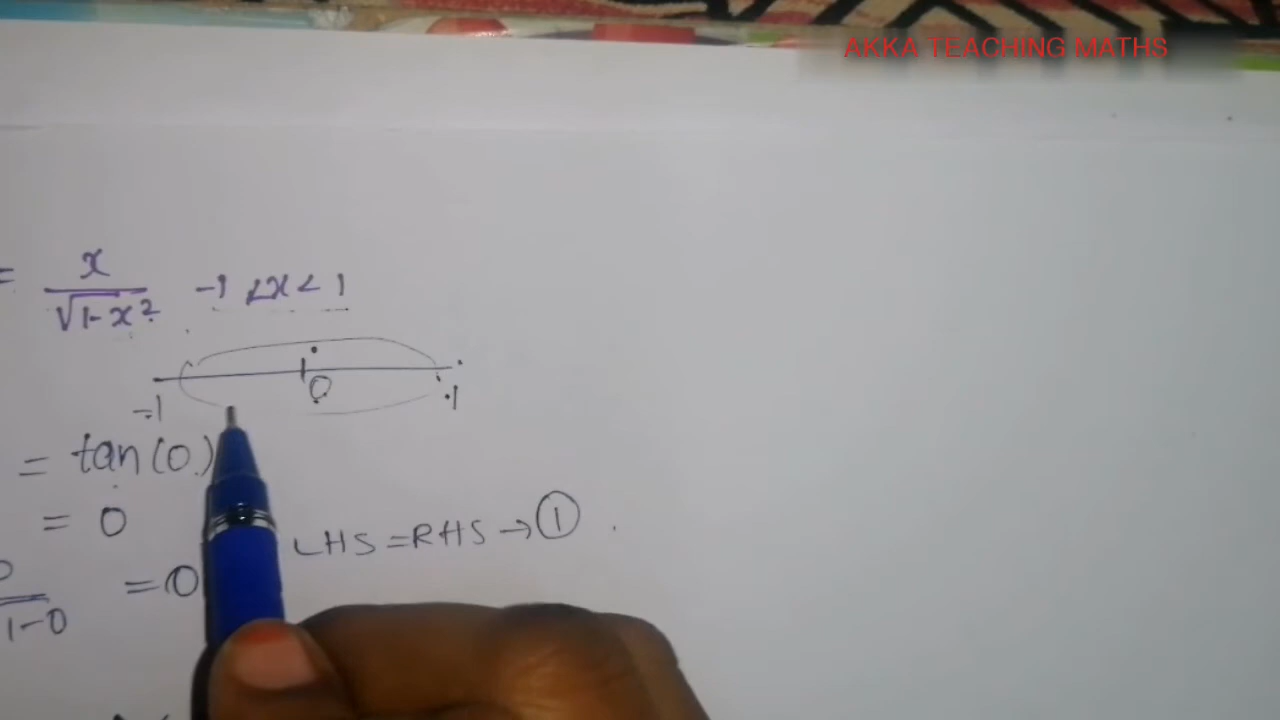 AKKA TEACHING MATHS
= x/√1-x² -1 < x < 1
-1 0 1
= tan(0)
= 0
LHS = RHS → ①
1-0 = 0